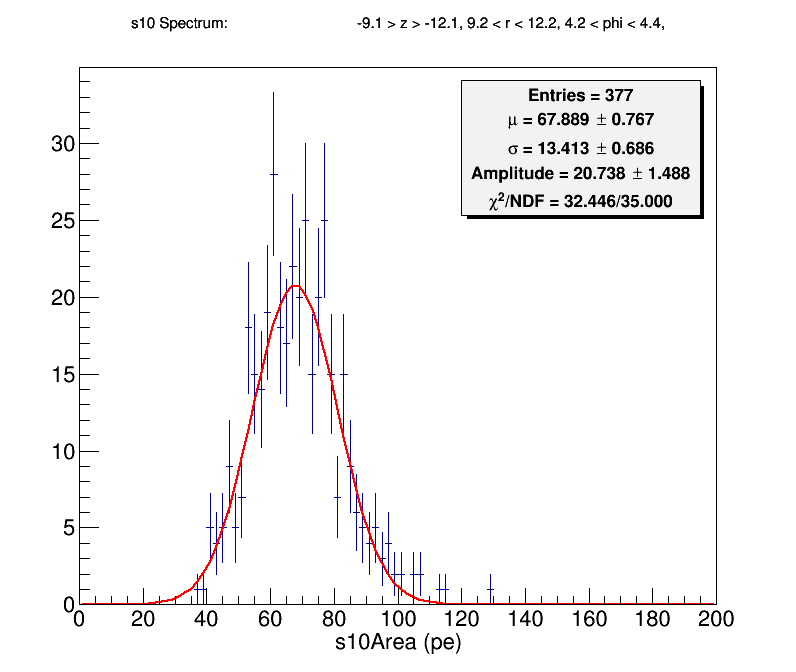 s10 Spectrum: -9.1 > z > -12.1, 9.2 < r < 12.2, 4.2 < phi < 4.4,
Entries = 377
μ = 67.889 ± 0.767
σ = 13.413 ± 0.686
Amplitude = 20.738 ± 1.488
χ²/NDF = 32.446/35.000
30
25
20
15
10
5
0
0 20 40 60 80 100 120 140 160 180 200
s10Area (pe)